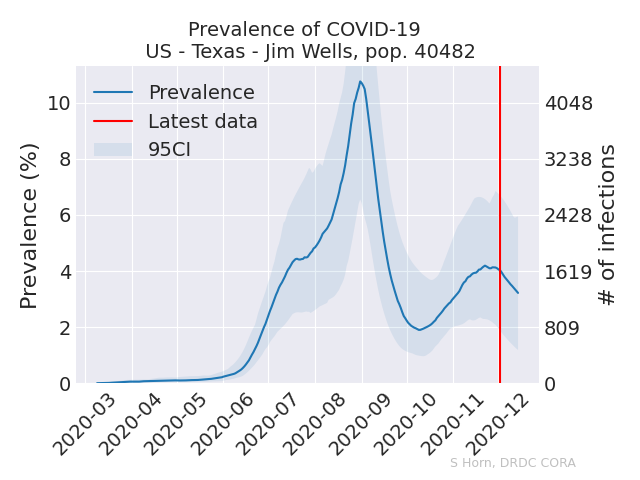 Prevalence of COVID-19
US - Texas - Jim Wells, pop. 40482
Prevalence
Latest data
95CI
Prevalence (%)
10
8
6
4
2
0
4048
3238
2428
1619
809
0
# of infections
2020-03
2020-04
2020-05
2020-06
2020-07
2020-08
2020-09
2020-10
2020-11
2020-12
S Horn, DRDC CORA